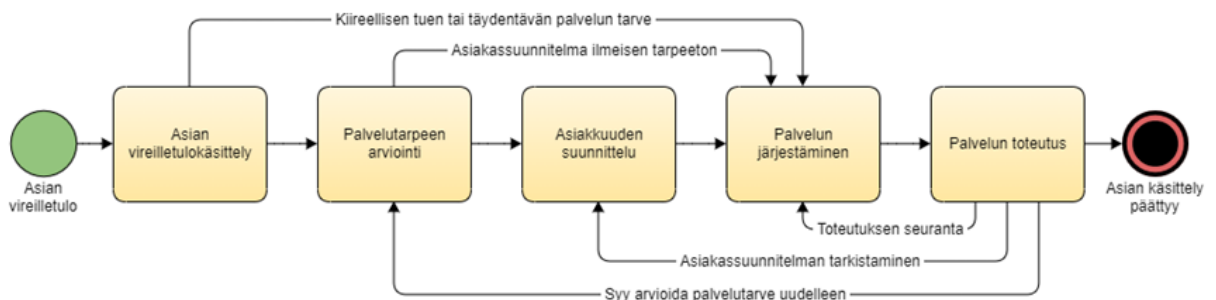 Kiireellisen tuen tai täydentävän palvelun tarve
Asiakassuunnitelma ilmeisen tarpeeton
Asian
vireilletulo
Asian
vireilletulokäsittely
Palvelutarpeen
arviointi
Asiakkuuden
suunnittelu
Palvelun
järjestäminen
Palvelun toteutus
Asian käsittely
päättyy
Toteutuksen seuranta
Asiakassuunnitelman tarkistaminen
Syy arvioida palvelutarve uudelleen